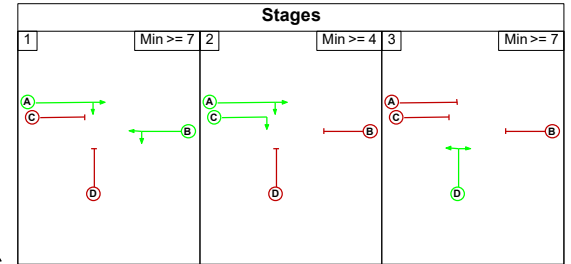 Stages
1 Min >= 7 2 Min >= 4 3 Min >= 7
A A A
C C C
B B B
D D D